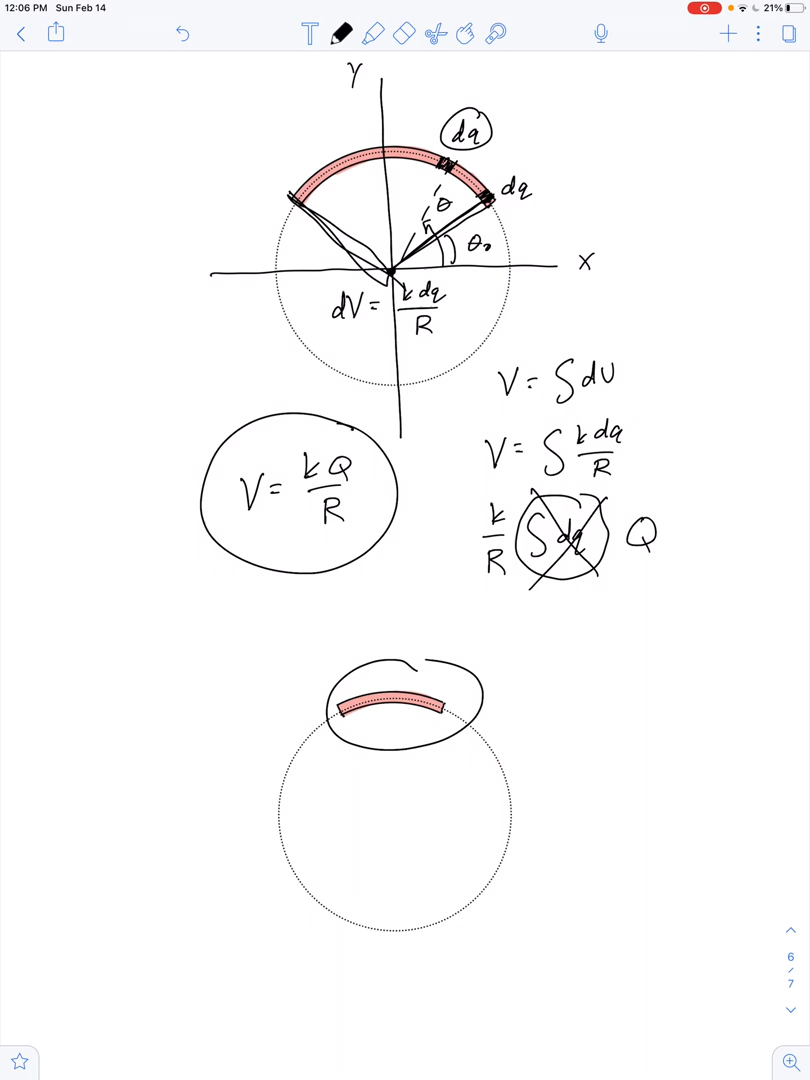 12:06 PM Sun Feb 14
21%
T
Y
dq
dq
θ
θ₀
X
dV = k dq / R
V = ∫ dV
V = ∫ k dq / R
V = kQ / R
k / R ∫ dq Q
6
/
7